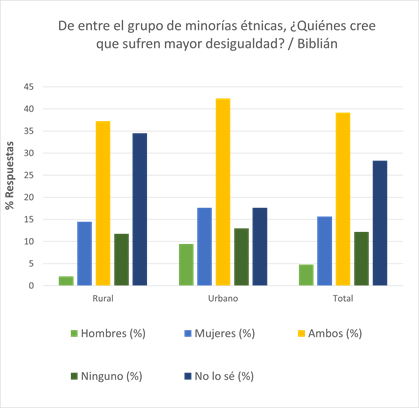 De entre el grupo de minorías étnicas, ¿Quiénes cree
que sufren mayor desigualdad? / Biblián
% Respuestas
45
40
35
30
25
20
15
10
5
0
Rural
Urbano
Total
Hombres (%)
Mujeres (%)
Ambos (%)
Ninguno (%)
No lo sé (%)